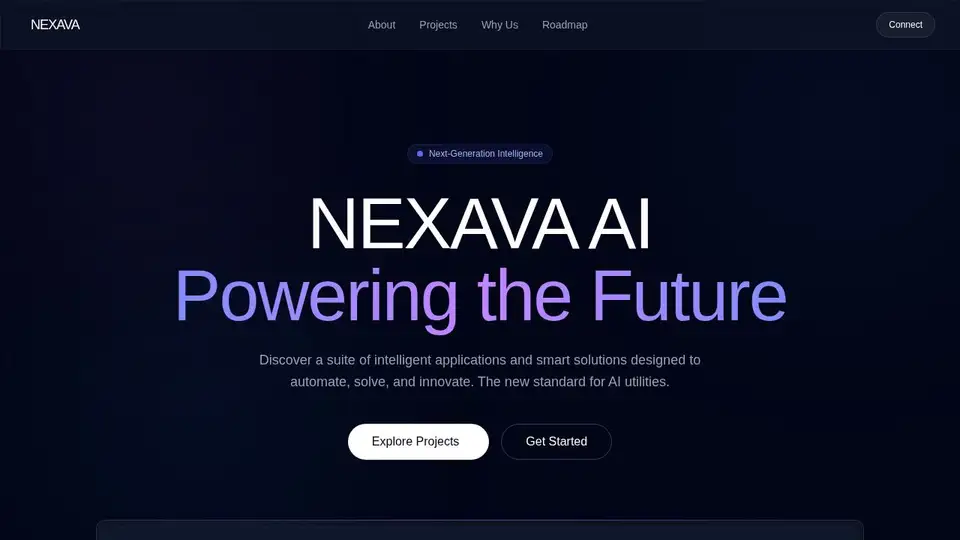 NEXAVA
About
Projects
Why Us
Roadmap
Connect
Next-Generation Intelligence
NEXAVA AI
Powering the Future
Discover a suite of intelligent applications and smart solutions designed to
automate, solve, and innovate. The new standard for AI utilities.
Explore Projects
Get Started